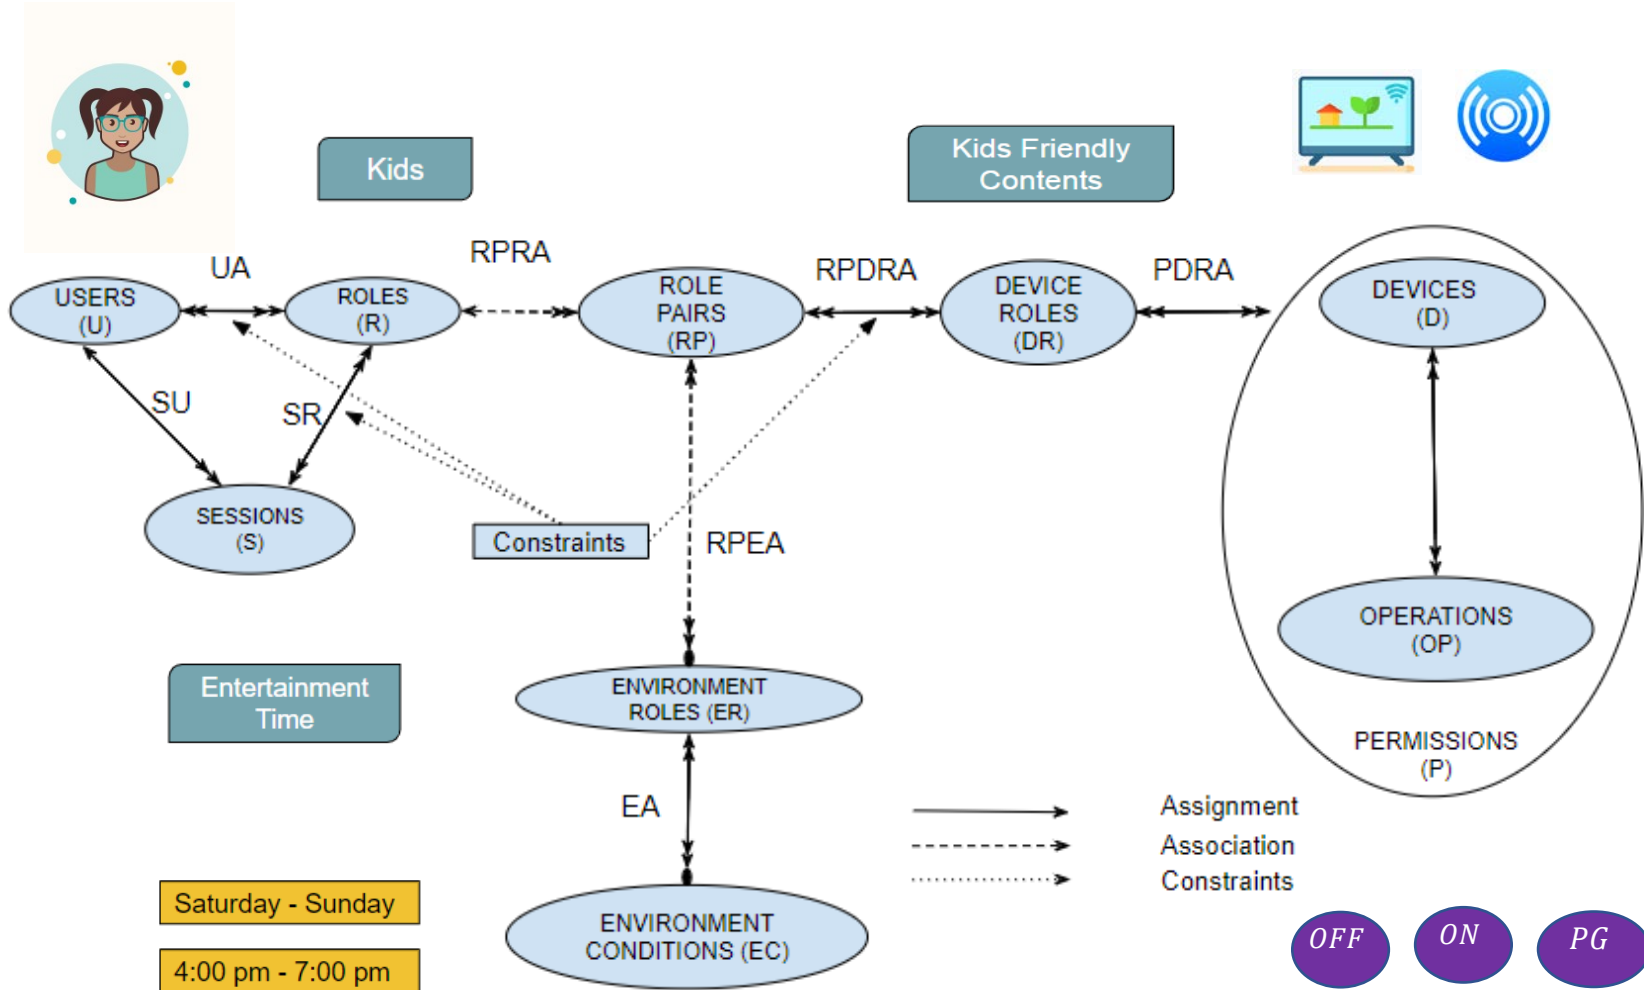 Kids
Kids Friendly
Contents
UA
RPRA
RPDRA
PDRA
USERS
(U)
ROLES
(R)
ROLE
PAIRS
(RP)
DEVICE
ROLES
(DR)
DEVICES
(D)
SU
SR
SESSIONS
(S)
Constraints
RPEA
OPERATIONS
(OP)
PERMISSIONS
(P)
Entertainment
Time
ENVIRONMENT
ROLES (ER)
EA
Assignment
Association
Constraints
Saturday - Sunday
4:00 pm - 7:00 pm
ENVIRONMENT
CONDITIONS (EC)
OFF
ON
PG